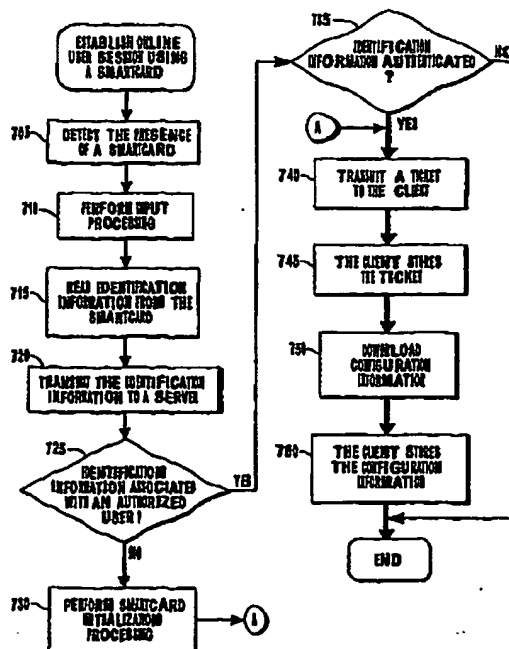 ESTABLISH ONLINE
USER SESSION USING
A SMARTCARD
705
DETECT THE PRESENCE
OF A SMARTCARD
710
PERFORM INPUT
PROCESSING
715
READ IDENTIFICATION
INFORMATION FROM THE
SMARTCARD
720
TRANSMIT THE IDENTIFICATION
INFORMATION TO A SERVER
725
IDENTIFICATION
INFORMATION ASSOCIATED
WITH AN AUTHORIZED
USER?
YES
NO
730
PERFORM SMARTCARD
INITIALIZATION
PROCESSING
A
735
IDENTIFICATION
INFORMATION AUTHENTICATED
?
NO
A
YES
740
TRANSMIT A TICKET
TO THE CLIENT
745
THE CLIENT STORES
THE TICKET
750
DOWNLOAD
CONFIGURATION
INFORMATION
760
THE CLIENT STORES
THE CONFIGURATION
INFORMATION
END